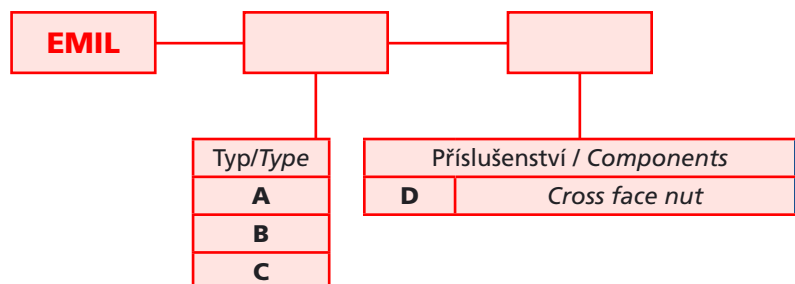 EMIL
Typ/Type
A
B
C
Příslušenství / Components
D Cross face nut